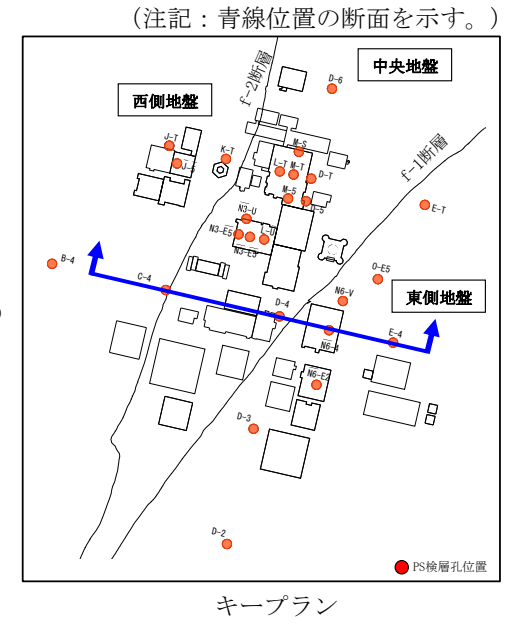 （注記：青線位置の断面を示す。）
中央地盤
f-2断層
D-6
西側地盤
f-1断層
J-T
J-5
K-T
M-S
L-T
M-T
D-T
M-5
D-5
E-T
N3-U
N3-E5
L-U
N3-E5
B-4
C-4
O-E5
N6-V
東側地盤
D-4
N6-4
E-4
N6-E2
D-3
D-2
PS検層孔位置
キープラン